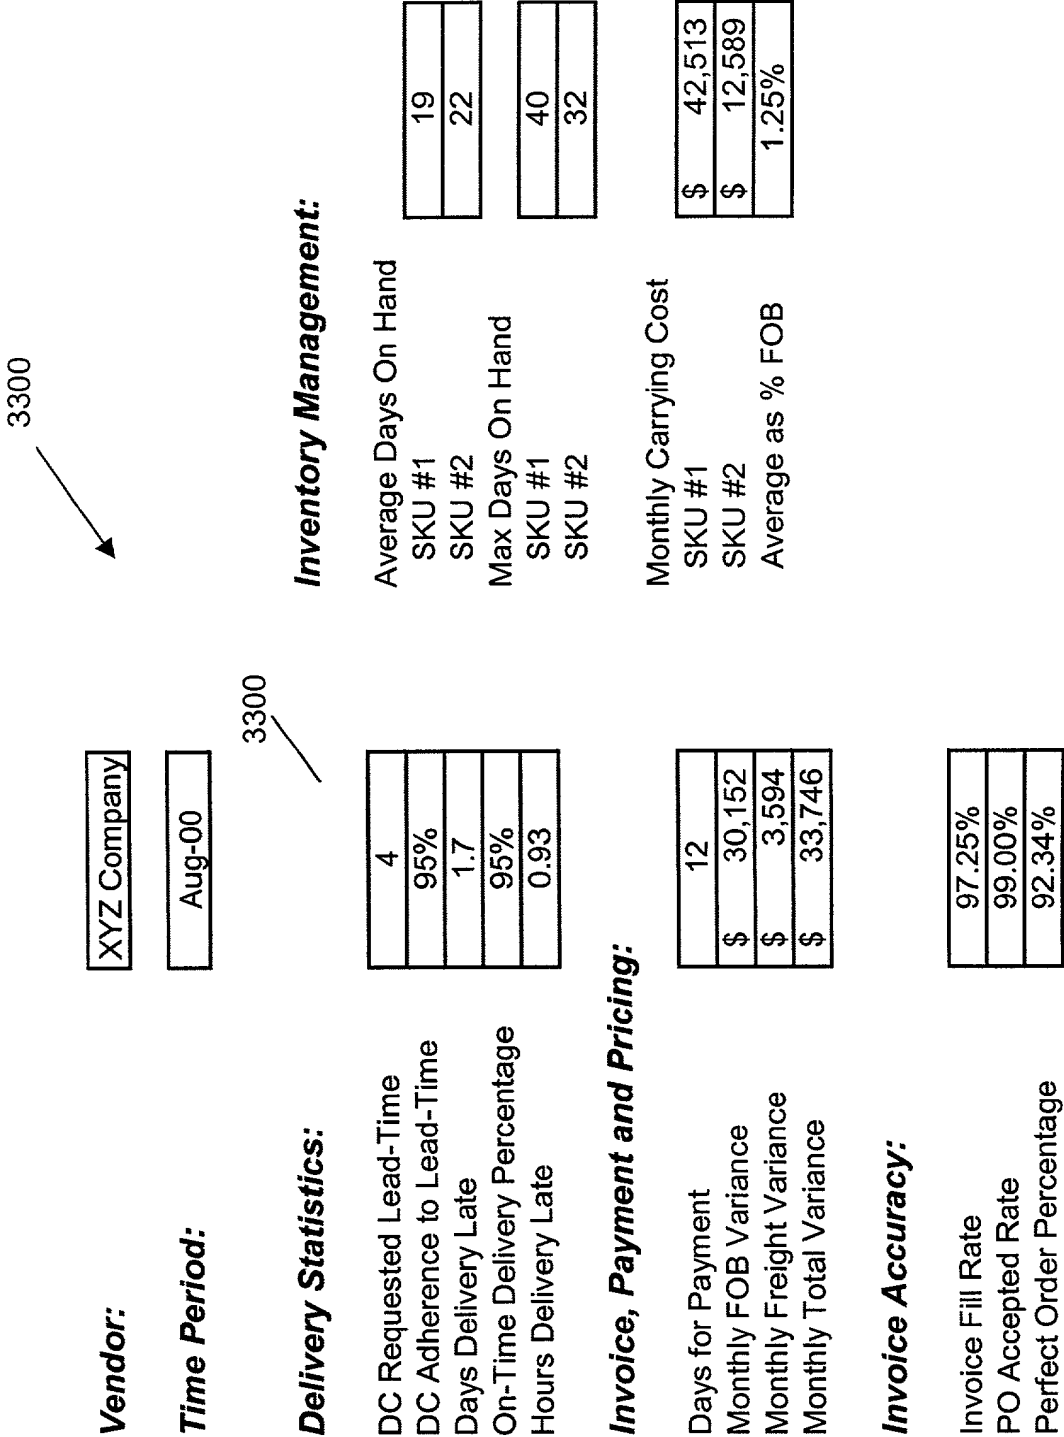 3300
Vendor: XYZ Company
Time Period: Aug-00
3300
Delivery Statistics:
DC Requested Lead-Time 4
DC Adherence to Lead-Time 95%
Days Delivery Late 1.7
On-Time Delivery Percentage 95%
Hours Delivery Late 0.93
Invoice, Payment and Pricing:
Days for Payment 12
Monthly FOB Variance $ 30,152
Monthly Freight Variance $ 3,594
Monthly Total Variance $ 33,746
Invoice Accuracy:
Invoice Fill Rate 97.25%
PO Accepted Rate 99.00%
Perfect Order Percentage 92.34%
Inventory Management:
Average Days On Hand
SKU #1 19
SKU #2 22
Max Days On Hand
SKU #1 40
SKU #2 32
Monthly Carrying Cost
SKU #1 $ 42,513
SKU #2 $ 12,589
Average as % FOB 1.25%